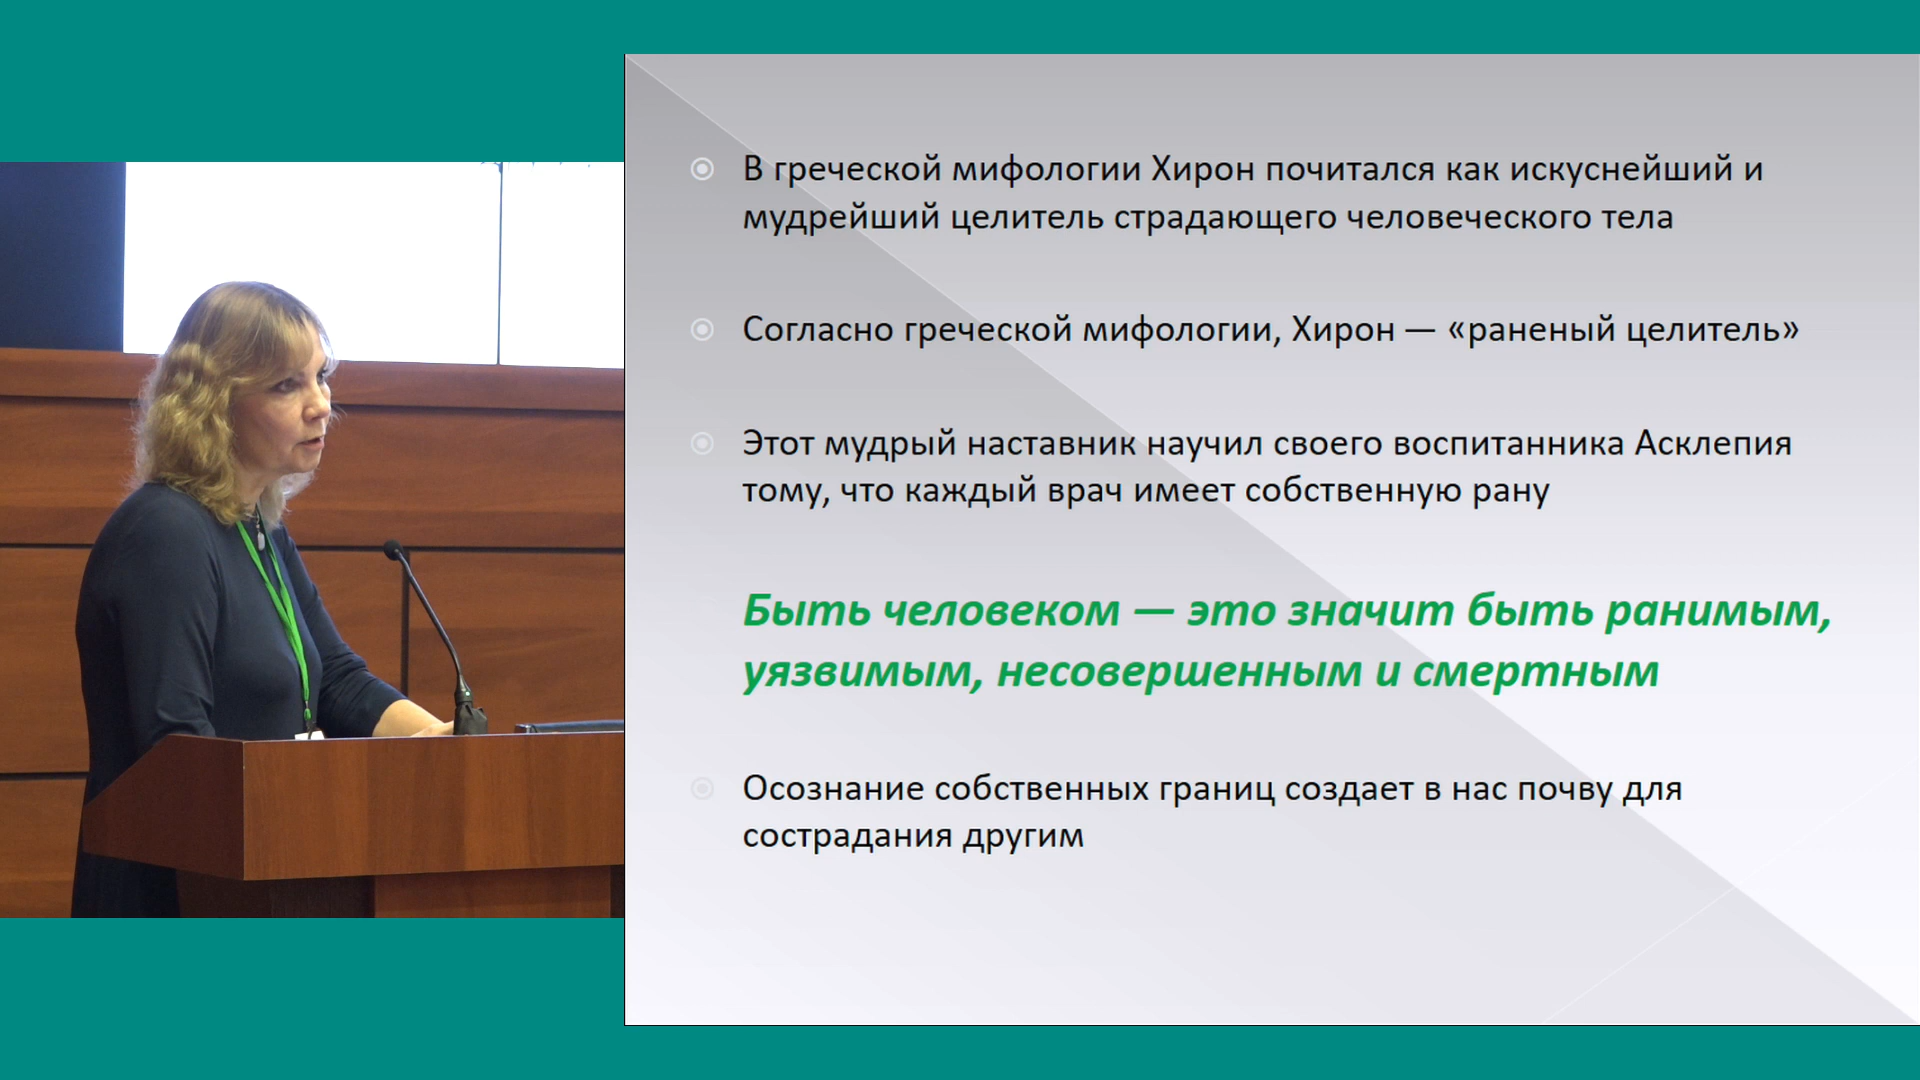 В греческой мифологии Хирон почитался как искуснейший и
мудрейший целитель страдающего человеческого тела
Согласно греческой мифологии, Хирон — «раненый целитель»
Этот мудрый наставник научил своего воспитанника Асклепия
тому, что каждый врач имеет собственную рану
Быть человеком — это значит быть ранимым,
уязвимым, несовершенным и смертным
Осознание собственных границ создает в нас почву для
сострадания другим